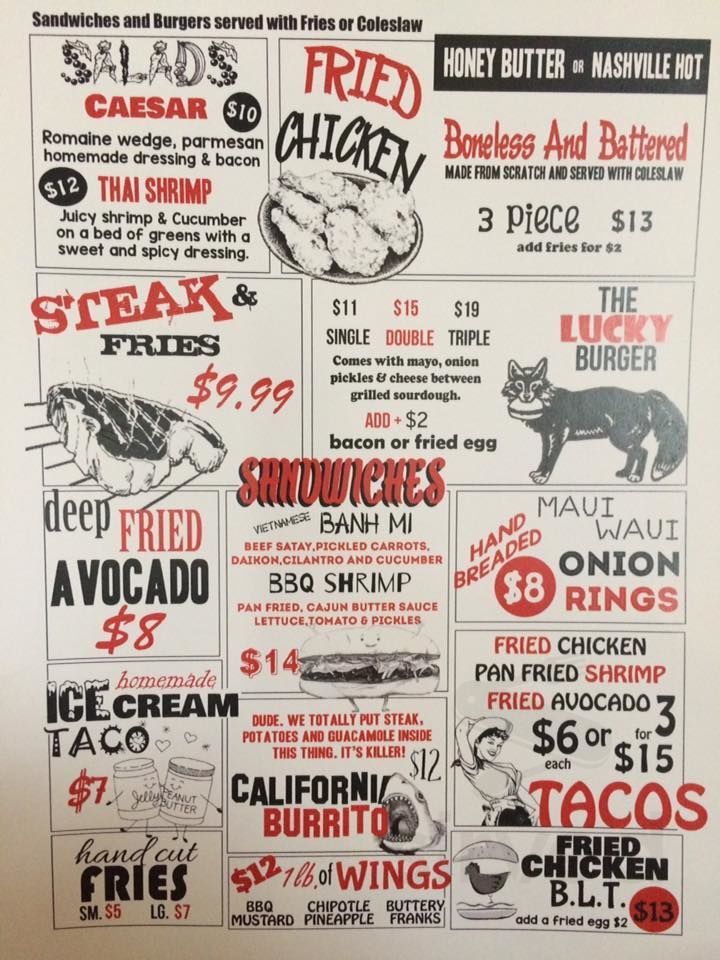 Sandwiches and Burgers served with Fries or Coleslaw
SALADS
CAESAR $10
Romaine wedge, parmesan
homemade dressing & bacon
$12 THAI SHRIMP
Juicy shrimp & Cucumber
on a bed of greens with a
sweet and spicy dressing.
FRIED
CHICKEN
HONEY BUTTER OR NASHVILLE HOT
Boneless And Battered
MADE FROM SCRATCH AND SERVED WITH COLESLAW
3 PIECE $13
add fries for $2
STEAK &
FRIES
$9.99
$11 $15 $19
SINGLE DOUBLE TRIPLE
Comes with mayo, onion
pickles & cheese between
grilled sourdough.
ADD + $2
bacon or fried egg
THE
LUCKY
BURGER
deep FRIED
AVOCADO
$8
SANDWICHES
VIETNAMESE BANH MI
BEEF SATAY,PICKLED CARROTS,
DAIKON,CILANTRO AND CUCUMBER
BBQ SHRIMP
PAN FRIED, CAJUN BUTTER SAUCE
LETTUCE,TOMATO & PICKLES
$14
MAUI
WAUI
HAND
BREADED
ONION
$8 RINGS
homemade
ICE CREAM
TACO
$7
Jelly
PEANUT
BUTTER
DUDE. WE TOTALLY PUT STEAK,
POTATOES AND GUACAMOLE INSIDE
THIS THING. IT'S KILLER!
$12
CALIFORNIA
BURRITO
FRIED CHICKEN
PAN FRIED SHRIMP
FRIED AVOCADO
$6 or 3 for
each $15
TACOS
hand cut
FRIES
SM. $5 LG. $7
$12 1 lb. of WINGS
BBQ CHIPOTLE BUTTERY
MUSTARD PINEAPPLE FRANKS
FRIED
CHICKEN
B.L.T.
add a fried egg $2 $13